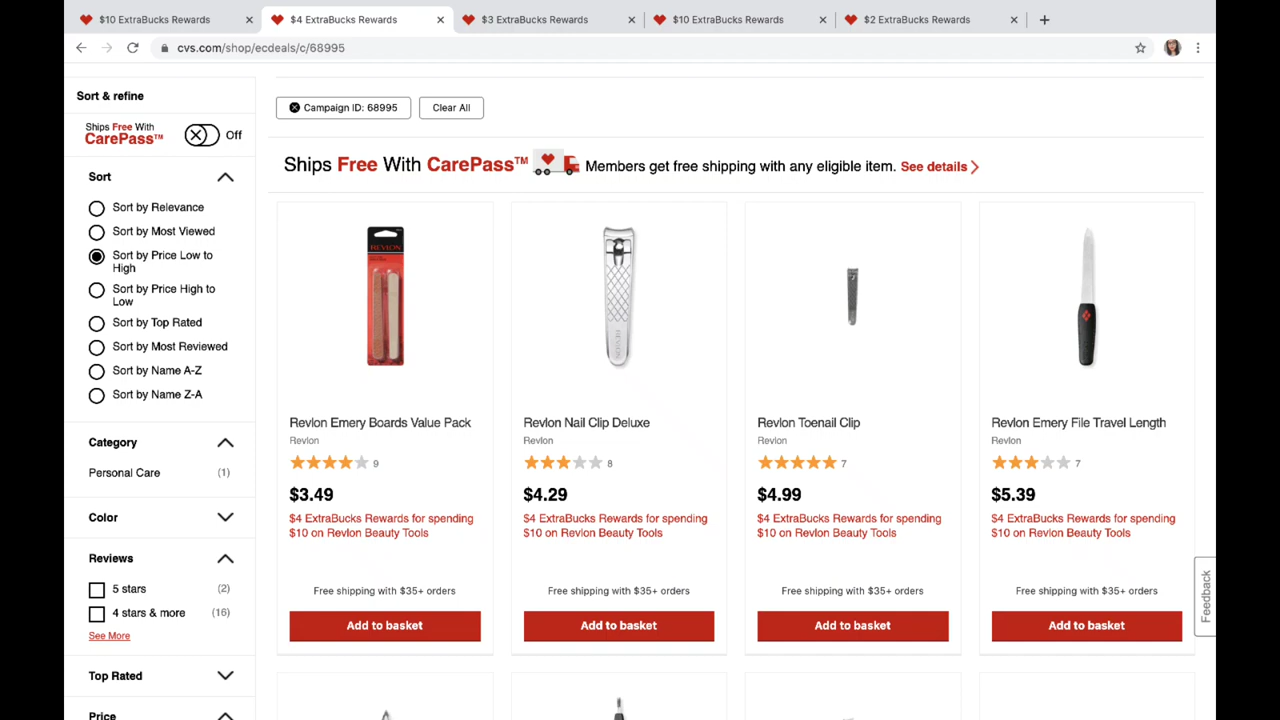 $10 ExtraBucks Rewards
$4 ExtraBucks Rewards
$3 ExtraBucks Rewards
$10 ExtraBucks Rewards
$2 ExtraBucks Rewards
cvs.com/shop/ecdeals/c/68995
Sort & refine
Ships Free With
CarePass™
Off
Sort
Sort by Relevance
Sort by Most Viewed
Sort by Price Low to
High
Sort by Price High to
Low
Sort by Top Rated
Sort by Most Reviewed
Sort by Name A-Z
Sort by Name Z-A
Category
Personal Care (1)
Color
Reviews
5 stars (2)
4 stars & more (16)
See More
Top Rated
Price
Campaign ID: 68995
Clear All
Ships Free With CarePass™ Members get free shipping with any eligible item. See details
REVLON
REVLON
Revlon Emery Boards Value Pack
Revlon
9
$3.49
$4 ExtraBucks Rewards for spending
$10 on Revlon Beauty Tools
Free shipping with $35+ orders
Add to basket
Revlon Nail Clip Deluxe
Revlon
8
$4.29
$4 ExtraBucks Rewards for spending
$10 on Revlon Beauty Tools
Free shipping with $35+ orders
Add to basket
Revlon Toenail Clip
Revlon
7
$4.99
$4 ExtraBucks Rewards for spending
$10 on Revlon Beauty Tools
Free shipping with $35+ orders
Add to basket
Revlon Emery File Travel Length
Revlon
7
$5.39
$4 ExtraBucks Rewards for spending
$10 on Revlon Beauty Tools
Free shipping with $35+ orders
Add to basket
Feedback